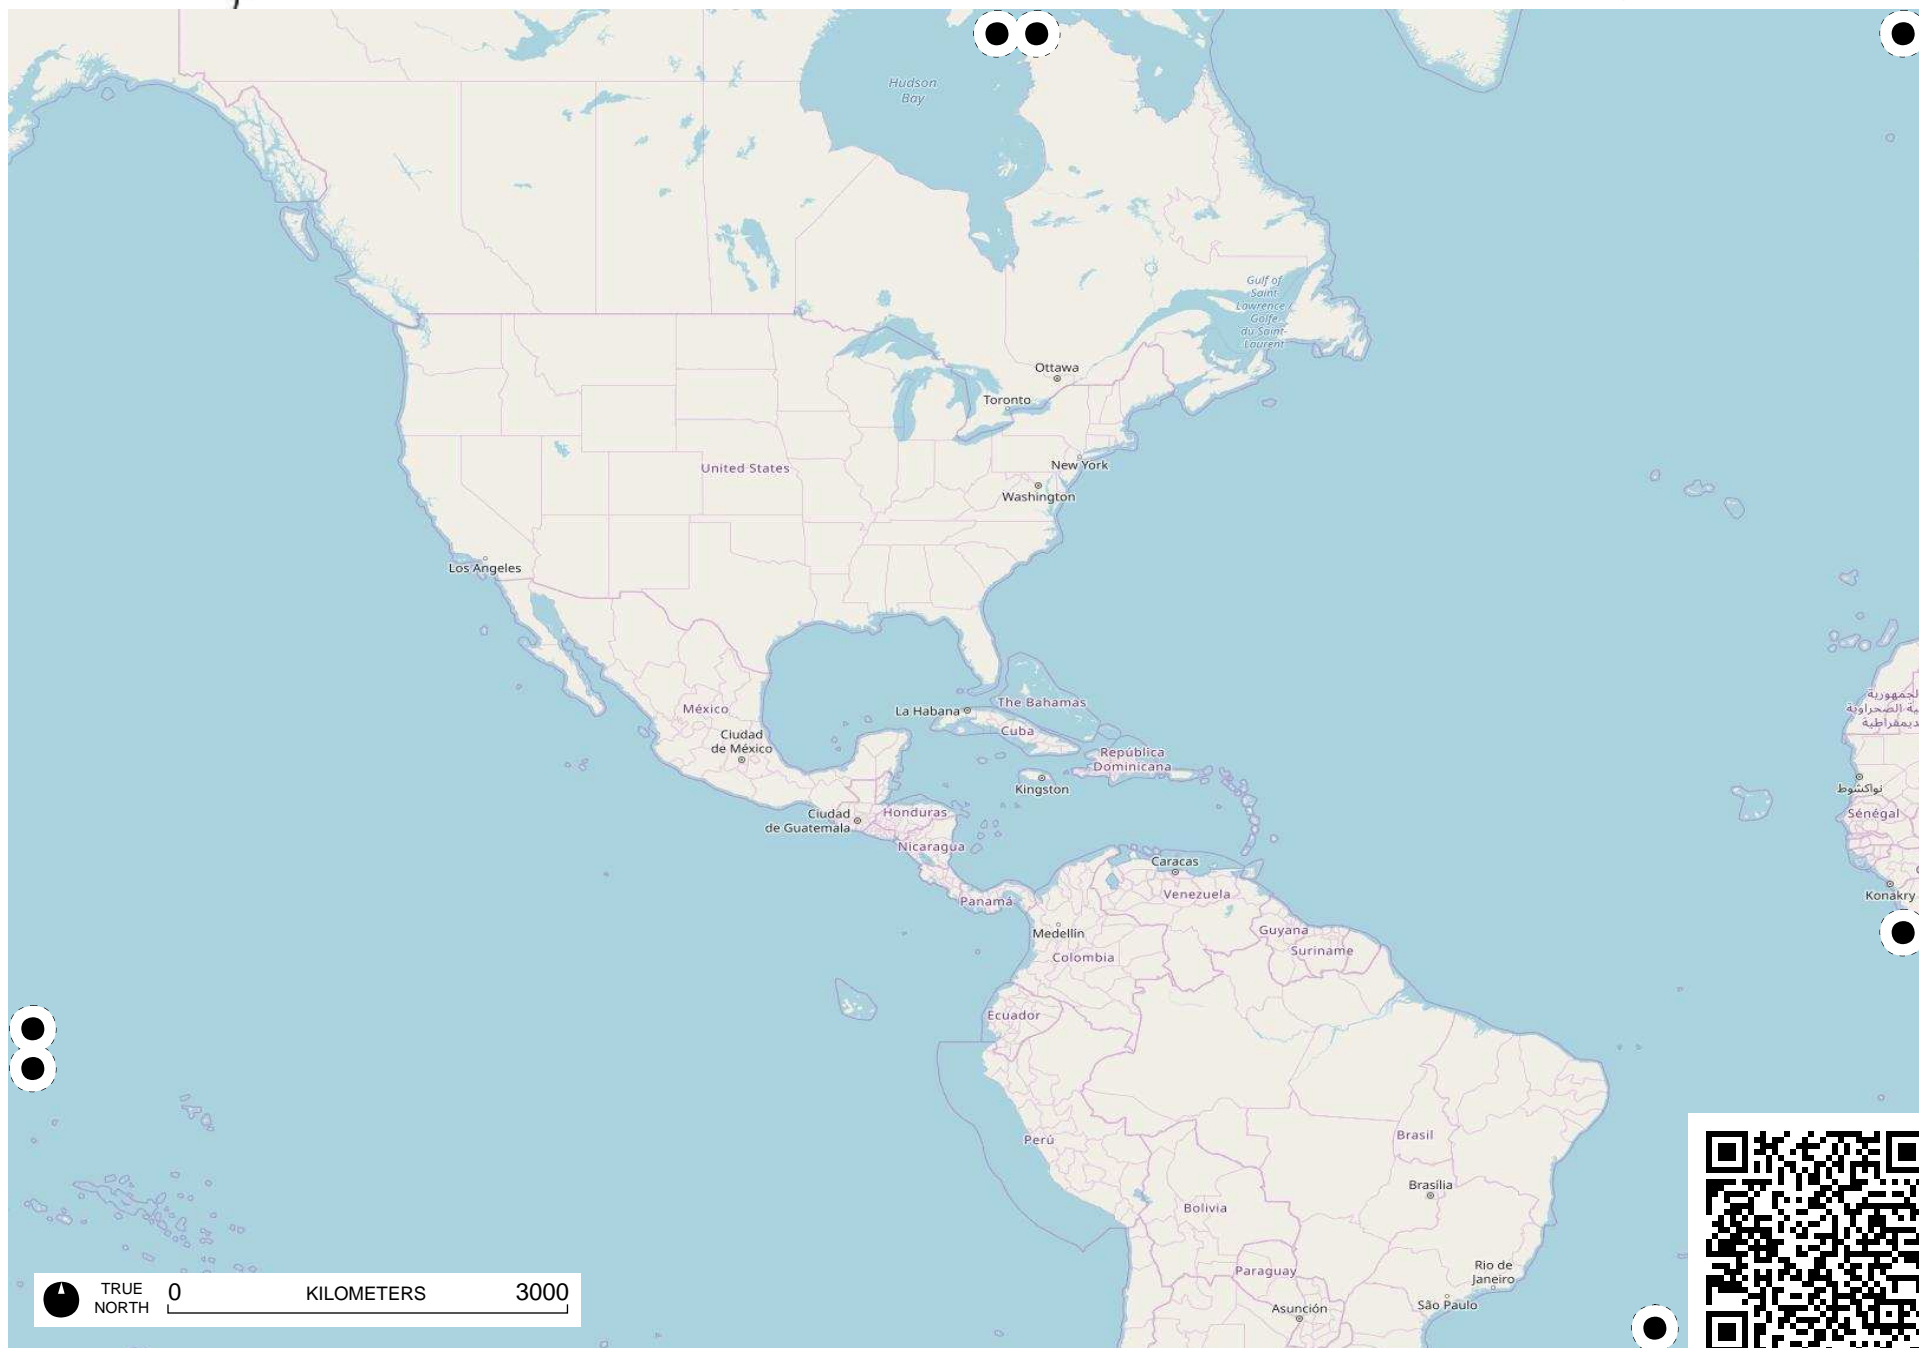 Hudson
Bay
Gulf of
Saint
Lawrence /
Golfe
du Saint-
Laurent
Ottawa
Toronto
New York
United States
Washington
Los Angeles
México
Ciudad
de México
La Habana
The Bahamas
Cuba
República
Dominicana
Kingston
Ciudad
de Guatemala
Honduras
Nicaragua
Panamá
Caracas
Venezuela
Medellín
Colombia
Guyana
Suriname
Ecuador
Perú
Brasil
Brasília
Bolivia
Paraguay
Asunción
Rio de
Janeiro
São Paulo
نواكشوط
Sénégal
Konakry
TRUE
NORTH
0
KILOMETERS
3000